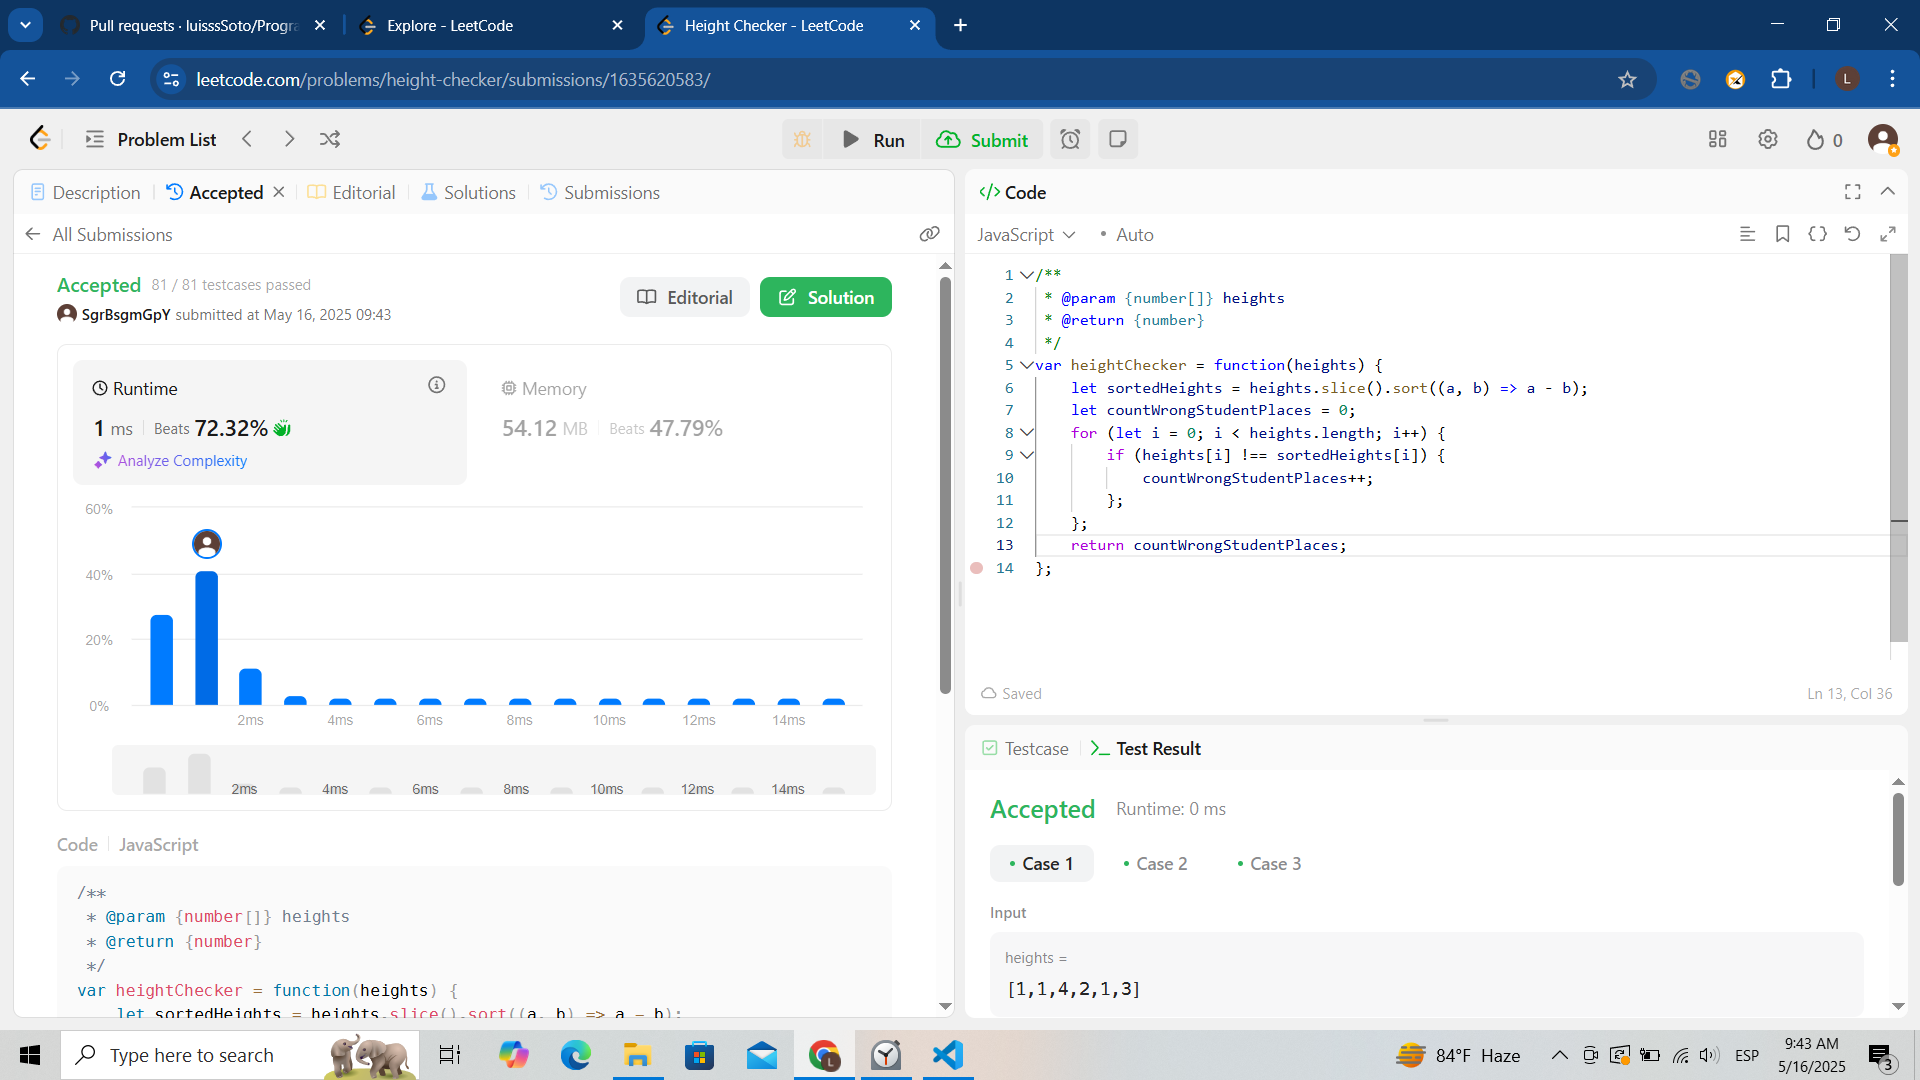 Pull requests · luisssSoto/Progra
Explore - LeetCode
Height Checker - LeetCode
leetcode.com/problems/height-checker/submissions/1635620583/
L
Problem List
Run
Submit
0
Description
Accepted
Editorial
Solutions
Submissions
All Submissions
Accepted 81 / 81 testcases passed
SgrBsgmGpY submitted at May 16, 2025 09:43
Editorial
Solution
Runtime
1 ms Beats 72.32%
Analyze Complexity
Memory
54.12 MB Beats 47.79%
60%
40%
20%
0%
2ms 4ms 6ms 8ms 10ms 12ms 14ms
2ms 4ms 6ms 8ms 10ms 12ms 14ms
Code JavaScript
/**
 * @param {number[]} heights
 * @return {number}
 */
var heightChecker = function(heights) {
    let sortedHeights = heights.slice().sort((a, b) => a - b);
</> Code
JavaScript • Auto
1 /**
2  * @param {number[]} heights
3  * @return {number}
4  */
5 var heightChecker = function(heights) {
6     let sortedHeights = heights.slice().sort((a, b) => a - b);
7     let countWrongStudentPlaces = 0;
8     for (let i = 0; i < heights.length; i++) {
9         if (heights[i] !== sortedHeights[i]) {
10             countWrongStudentPlaces++;
11         };
12     };
13     return countWrongStudentPlaces;
14 };
Saved
Ln 13, Col 36
Testcase
Test Result
Accepted Runtime: 0 ms
• Case 1 • Case 2 • Case 3
Input
heights =
[1,1,4,2,1,3]
Type here to search
84°F Haze
ESP
9:43 AM
5/16/2025
3